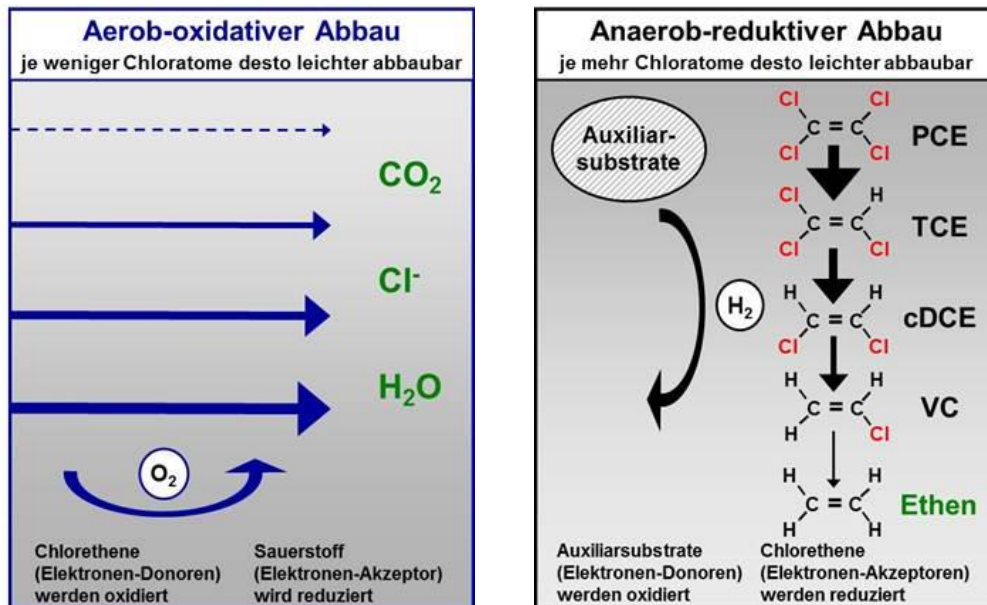 Aerob-oxidativer Abbau
je weniger Chloratome desto leichter abbaubar
CO₂
Cl⁻
H₂O
O₂
Chlorethene
(Elektronen-Donoren)
werden oxidiert
Sauerstoff
(Elektronen-Akzeptor)
wird reduziert
Anaerob-reduktiver Abbau
je mehr Chloratome desto leichter abbaubar
Auxiliar-
substrate
H₂
Cl Cl
C = C
Cl Cl
PCE
Cl H
C = C
Cl Cl
TCE
H H
C = C
Cl Cl
cDCE
H H
C = C
H Cl
VC
H H
C = C
H H
Ethen
Auxiliarsubstrate
(Elektronen-Donoren)
werden oxidiert
Chlorethene
(Elektronen-Akzeptoren)
werden reduziert